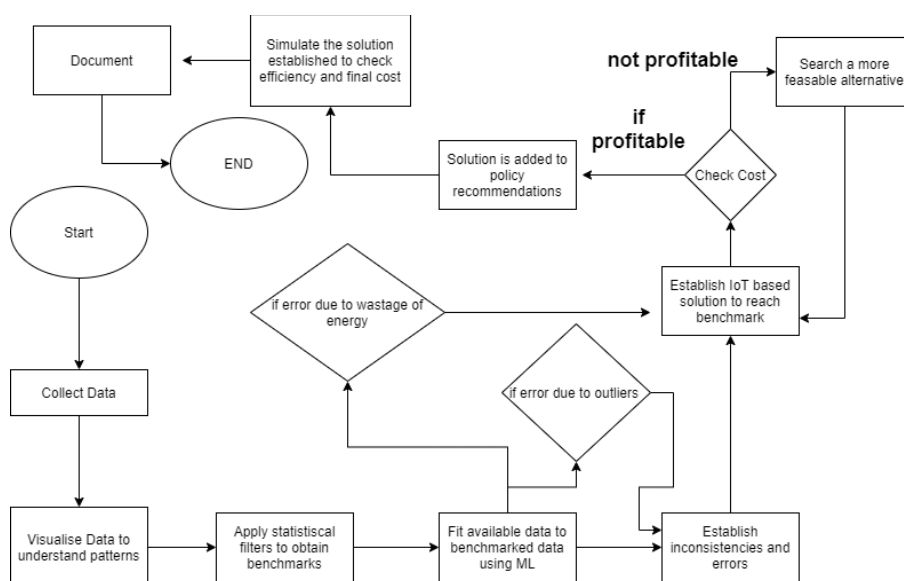 Document
Simulate the solution
established to check
efficiency and final cost
not profitable
Search a more
feasable alternative
if
profitable
END
Solution is added to
policy
recommendations
Check Cost
Start
if error due to wastage of
energy
Establish IoT based
solution to reach
benchmark
Collect Data
if error due to outliers
Visualise Data to
understand patterns
Apply statistiscal
filters to obtain
benchmarks
Fit available data to
benchmarked data
using ML
Establish
inconsistencies and
errors